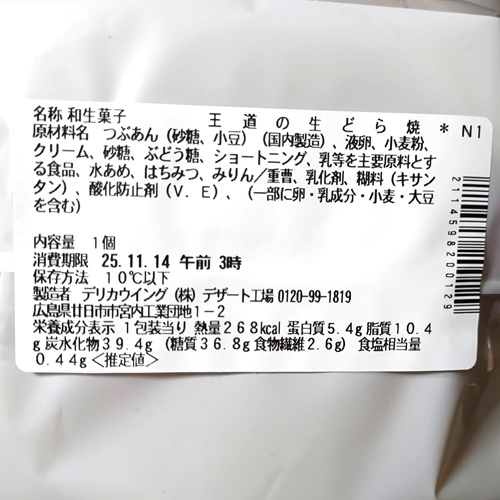 名称 和生菓子 王道の生どら焼 * N1
原材料名 つぶあん（砂糖、小豆）（国内製造）、液卵、小麦粉、
クリーム、砂糖、ぶどう糖、ショートニング、乳等を主要原料とす
る食品、水あめ、はちみつ、みりん／重曹、乳化剤、糊料（キサン
タン）、酸化防止剤（V．E）、（一部に卵・乳成分・小麦・大豆
を含む）
内容量 1個
消費期限 25.11.14 午前 3時
保存方法 10℃以下
製造者 デリカウイング（株）デザート工場 0120-99-1819
広島県廿日市市宮内工業団地1－2
栄養成分表示 1包装当り 熱量268kcal 蛋白質5.4g 脂質10.4
g 炭水化物39.4g （糖質36.8g 食物繊維2.6g） 食塩相当量
0.44g＜推定値＞
2114598200129